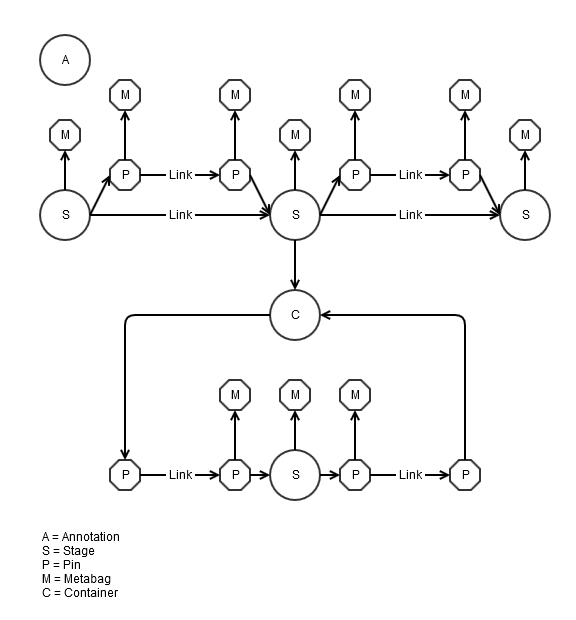 A
M M M M
M M M
P Link P P Link P
S Link S Link S
C
M M M
P Link P S P Link P
A = Annotation
S = Stage
P = Pin
M = Metabag
C = Container